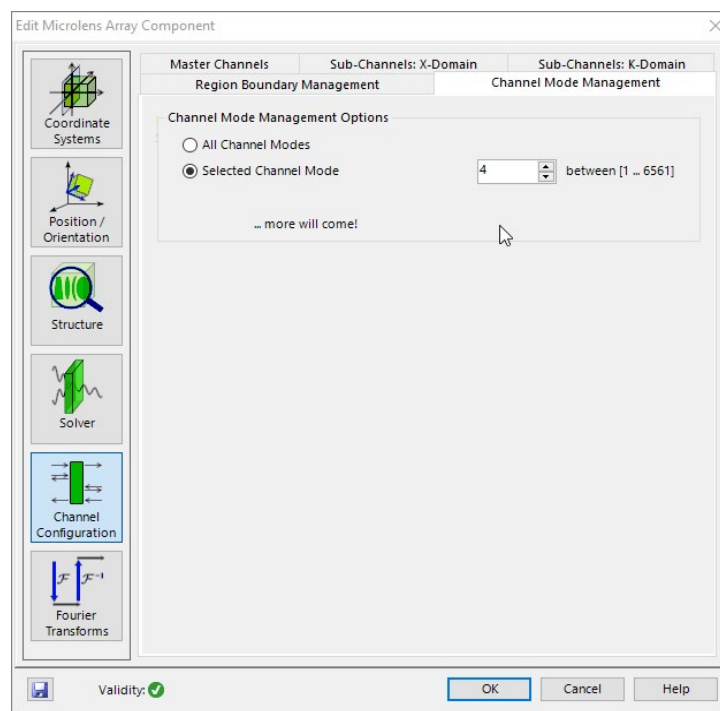 Edit Microlens Array Component
Coordinate
Systems
Position /
Orientation
Structure
Solver
Channel
Configuration
F F-1
Fourier
Transforms
Master Channels Sub-Channels: X-Domain Sub-Channels: K-Domain
Region Boundary Management Channel Mode Management
Channel Mode Management Options
All Channel Modes
Selected Channel Mode 4 between [1 ... 6561]
... more will come!
Validity: OK Cancel Help